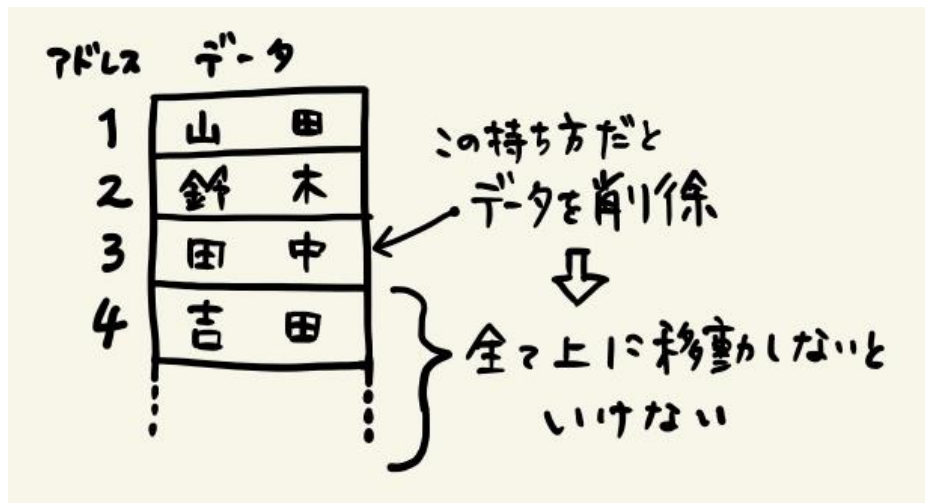 アドレス データ
1 山田
2 鈴木
3 田中
4 吉田
この持ち方だと
データを削除
全て上に移動しないと
いけない